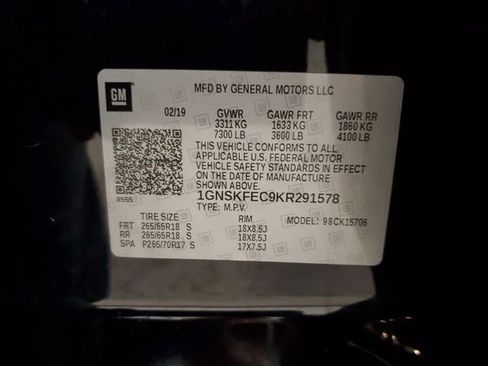 MFD BY GENERAL MOTORS LLC
GM
02/19 GVWR GAWR FRT GAWR RR
3311 KG 1633 KG 1860 KG
7300 LB 3600 LB 4100 LB
THIS VEHICLE CONFORMS TO ALL
APPLICABLE U.S. FEDERAL MOTOR
VEHICLE SAFETY STANDARDS IN EFFECT
ON THE DATE OF MANUFACTURE
SHOWN ABOVE.
1GNSKFEC9KR291578
TYPE: M.P.V. MODEL: 98CK15706
TIRE SIZE RIM
FRT 265/65R18 S 18X8.5J
RR 265/65R18 S 18X8.5J
SPA P265/70R17 S 17X7.5J